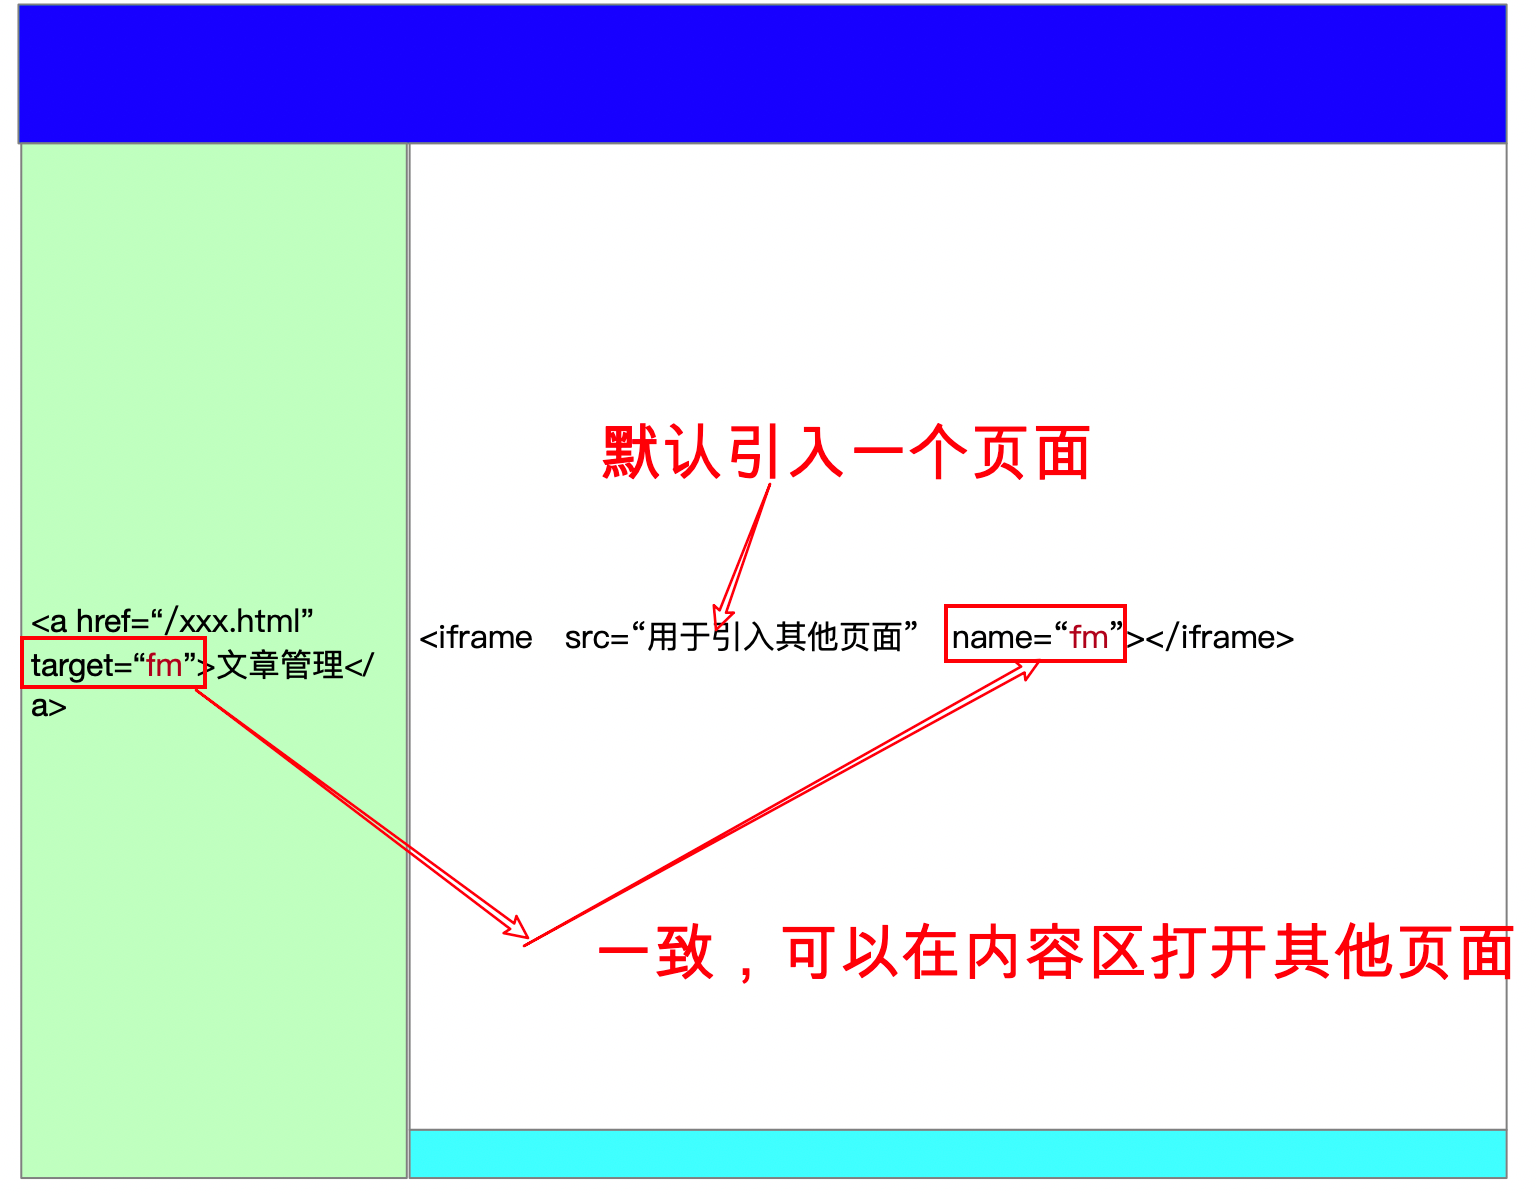 默认引入一个页面
<a href=“/xxx.html”
target=“fm”>文章管理</
a>
<iframe src=“用于引入其他页面” name=“fm”></iframe>
一致，可以在内容区打开其他页面